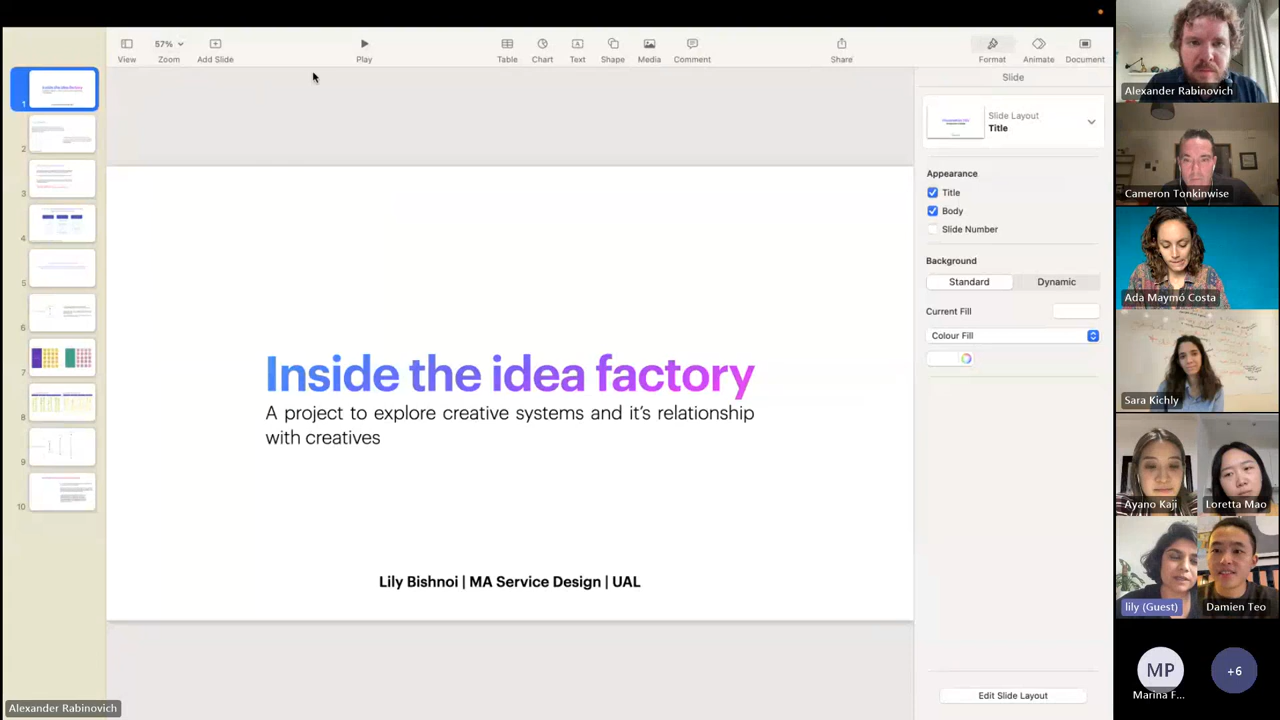 57%
View
Zoom
Add Slide
Play
Table
Chart
Text
Shape
Media
Comment
Share
Format
Animate
Document
1
2
3
4
5
6
7
8
9
10
Inside the idea factory
A project to explore creative systems and it's relationship
with creatives
Lily Bishnoi | MA Service Design | UAL
Slide
Slide Layout
Title
Appearance
Title
Body
Slide Number
Background
Standard
Dynamic
Current Fill
Colour Fill
Edit Slide Layout
Alexander Rabinovich
Cameron Tonkinwise
Ada Maymó Costa
Sara Kichly
Ayano Kaji
Loretta Mao
lily (Guest)
Damien Teo
MP
+6
Marina F...
Alexander Rabinovich